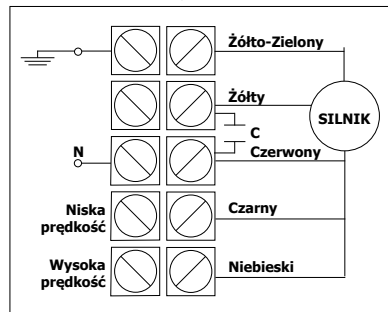 Żółto-Zielony
Żółty
SILNIK
C
N
Czerwony
Niska
prędkość
Czarny
Wysoka
prędkość
Niebieski